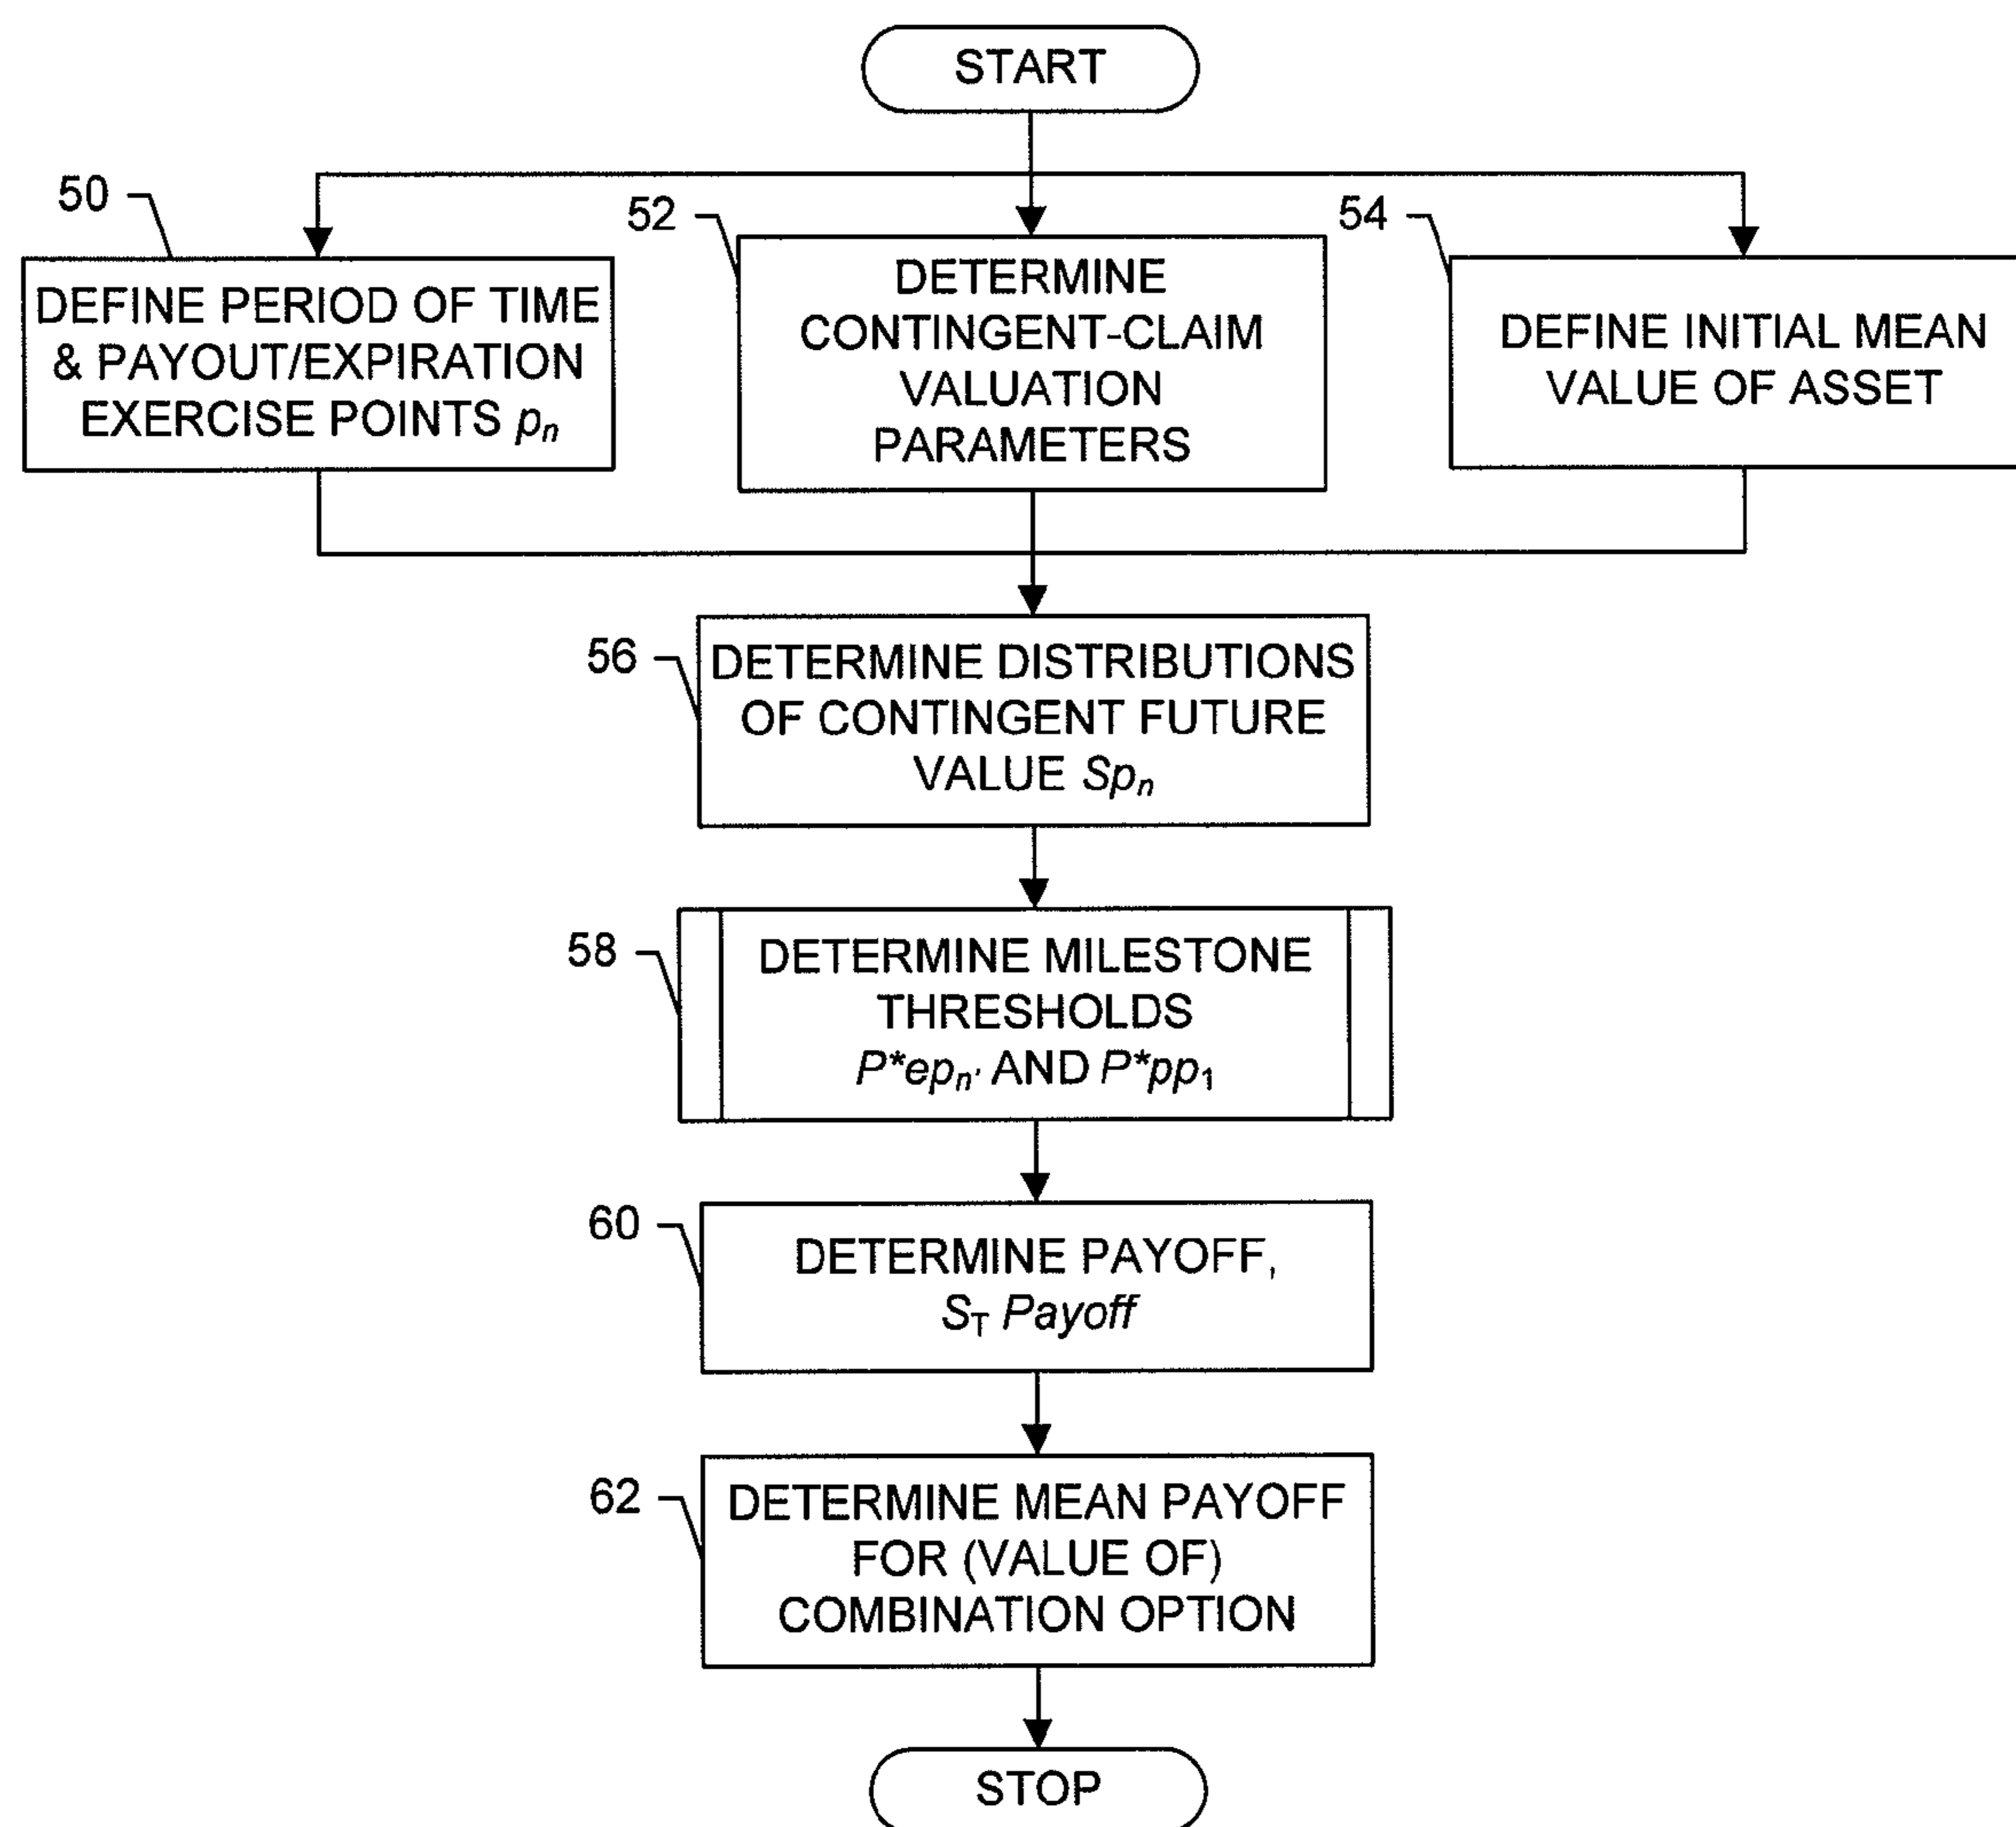 START
50
DEFINE PERIOD OF TIME
& PAYOUT/EXPIRATION
EXERCISE POINTS pₙ
52
DETERMINE
CONTINGENT-CLAIM
VALUATION
PARAMETERS
54
DEFINE INITIAL MEAN
VALUE OF ASSET
56
DETERMINE DISTRIBUTIONS
OF CONTINGENT FUTURE
VALUE Spₙ
58
DETERMINE MILESTONE
THRESHOLDS
P*epₙ' AND P*pp₁
60
DETERMINE PAYOFF,
S_T Payoff
62
DETERMINE MEAN PAYOFF
FOR (VALUE OF)
COMBINATION OPTION
STOP